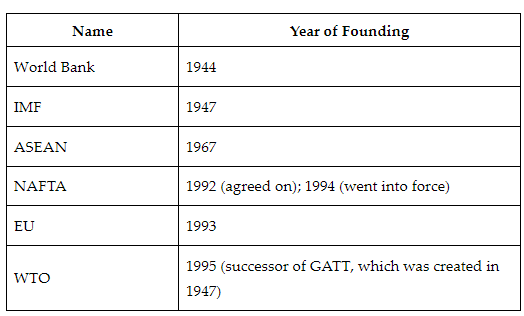 Name Year of Founding
World Bank 1944
IMF 1947
ASEAN 1967
NAFTA 1992 (agreed on); 1994 (went into force)
EU 1993
WTO 1995 (successor of GATT, which was created in
1947)